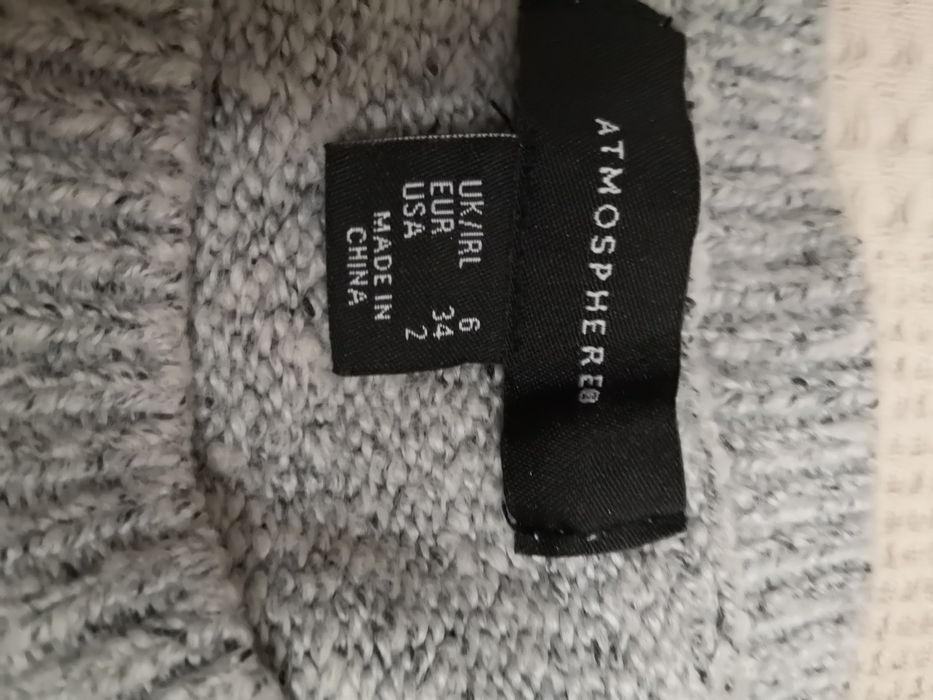 ATMOSPHERE®
UK/IRL 6
EUR 34
USA 2
MADE IN
CHINA